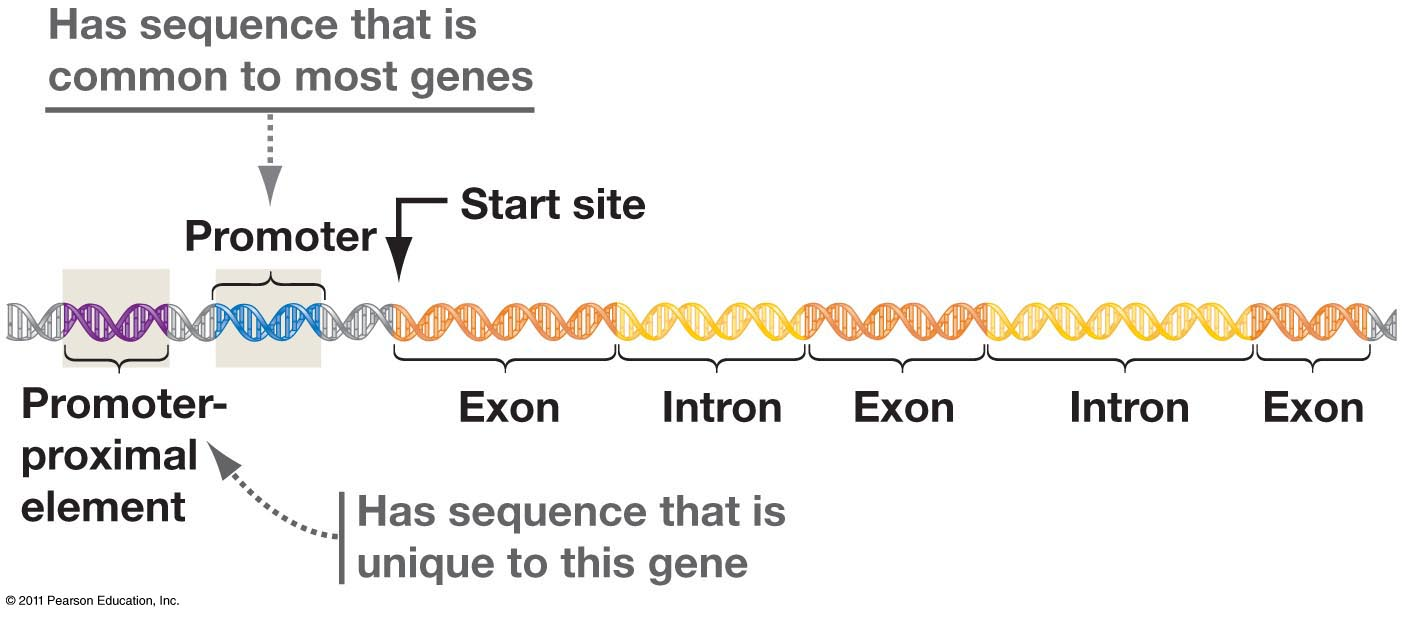 Has sequence that is
common to most genes
Start site
Promoter
Exon
Intron
Exon
Intron
Exon
Promoter-
proximal
element
Has sequence that is
unique to this gene
© 2011 Pearson Education, Inc.